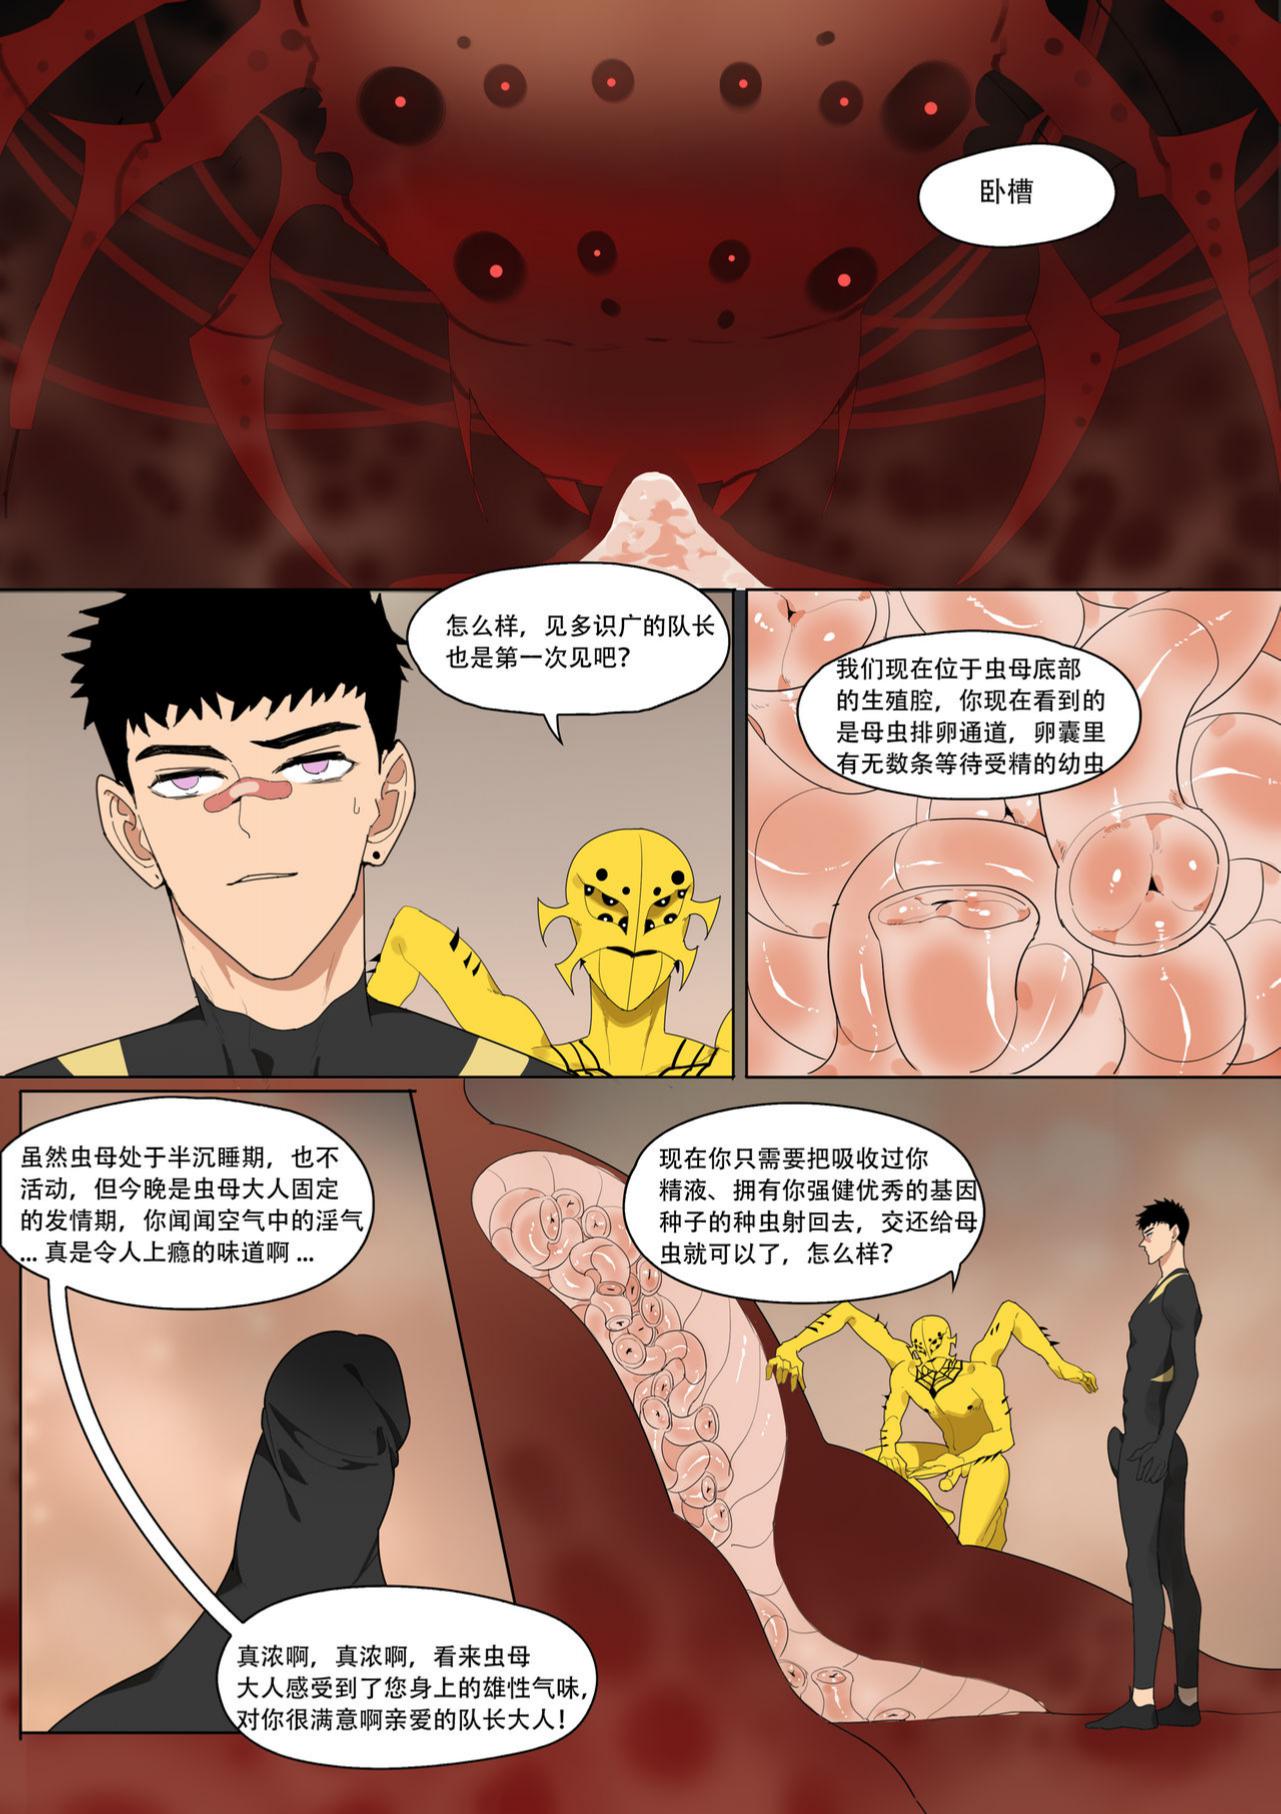 卧槽
怎么样，见多识广的队长
也是第一次见吧？
我们现在位于虫母底部
的生殖腔，你现在看到的
是母虫排卵通道，卵囊里
有无数条等待受精的幼虫
虽然虫母处于半沉睡期，也不
活动，但今晚是虫母大人固定
的发情期，你闻闻空气中的淫气
... 真是令人上瘾的味道啊 ...
真浓啊，真浓啊，看来虫母
大人感受到了您身上的雄性气味，
对你很满意啊亲爱的队长大人！
现在你只需要把吸收过你
精液、拥有你强健优秀的基因
种子的种虫射回去，交还给母
虫就可以了，怎么样？